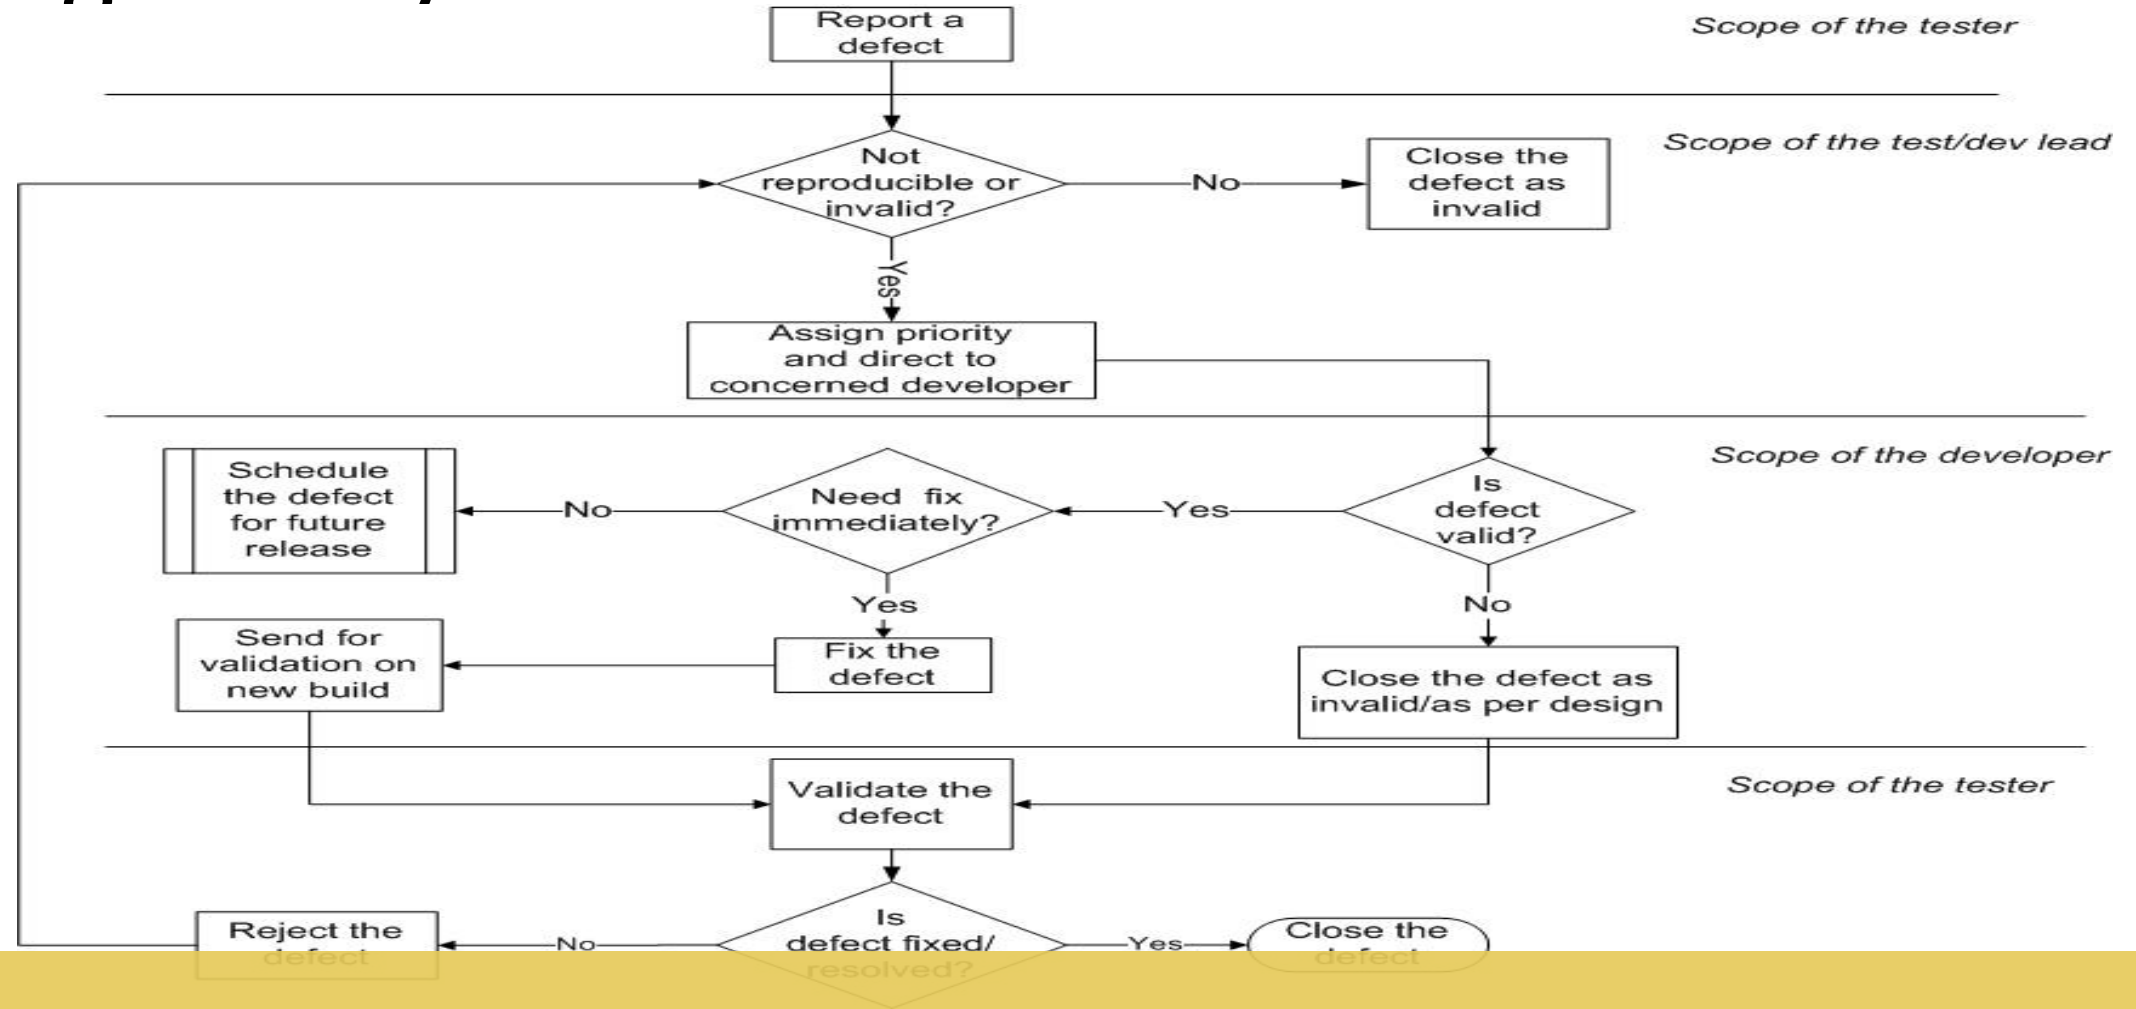 Report a
defect
Scope of the tester
Not
reproducible or
invalid?
No
Close the
defect as
invalid
Scope of the test/dev lead
Yes
Assign priority
and direct to
concerned developer
Scope of the developer
Schedule
the defect
for future
release
No
Need fix
immediately?
Yes
Is
defect
valid?
Yes
No
Send for
validation on
new build
Fix the
defect
Close the defect as
invalid/as per design
Scope of the tester
Validate the
defect
Reject the
defect
No
Is
defect fixed/
resolved?
Yes
Close the
defect